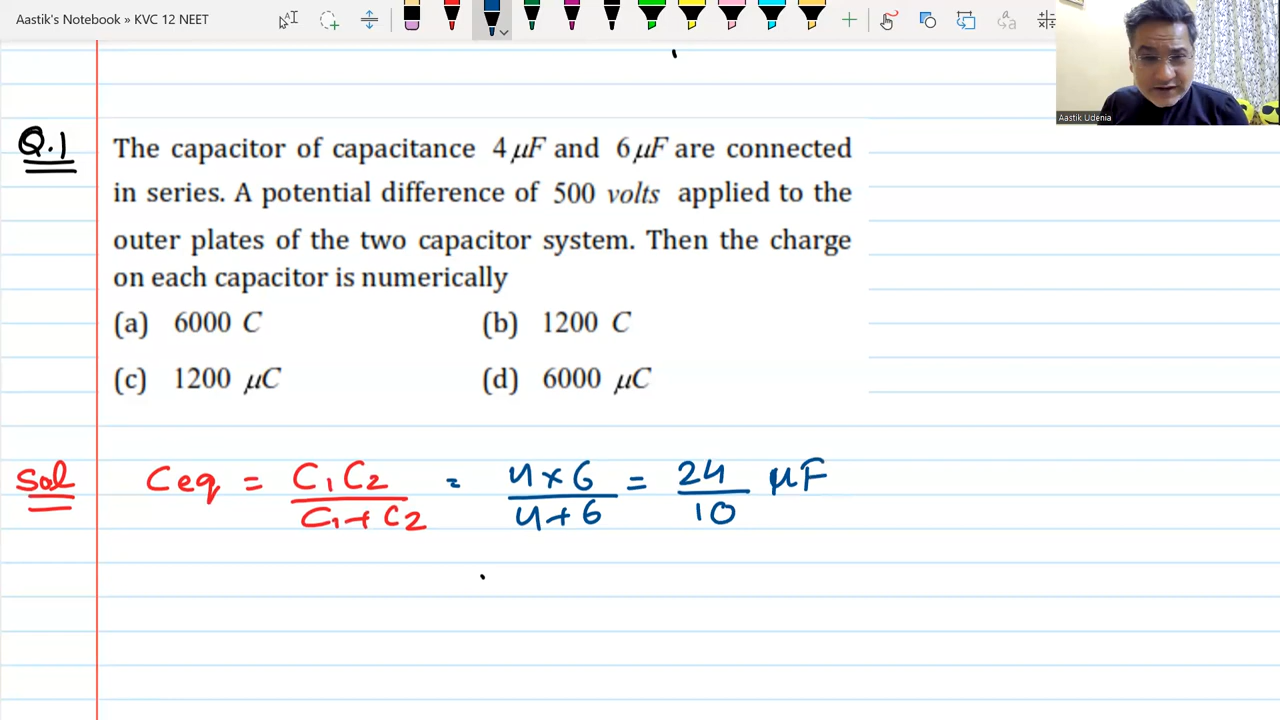 Aastik's Notebook » KVC 12 NEET
Aastik Udenia
Q.1
The capacitor of capacitance 4 μF and 6 μF are connected
in series. A potential difference of 500 volts applied to the
outer plates of the two capacitor system. Then the charge
on each capacitor is numerically
(a) 6000 C (b) 1200 C
(c) 1200 μC (d) 6000 μC
Sol Ceq = C1C2 / C1+C2 = 4×6 / 4+6 = 24 / 10 μF